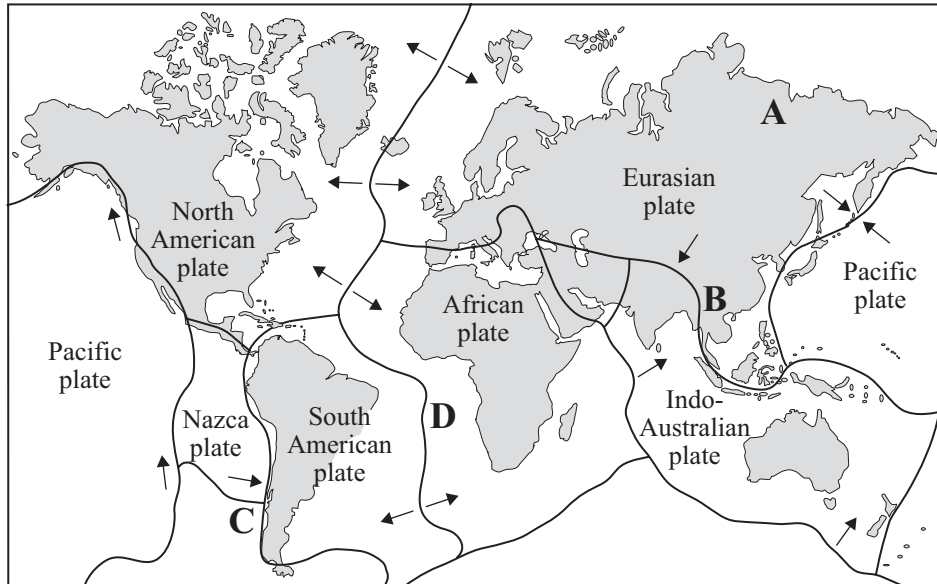 A
Eurasian
plate
North
American
plate
B
African
plate
Pacific
plate
Pacific
plate
D
Nazca
plate
South
American
plate
Indo-
Australian
plate
C